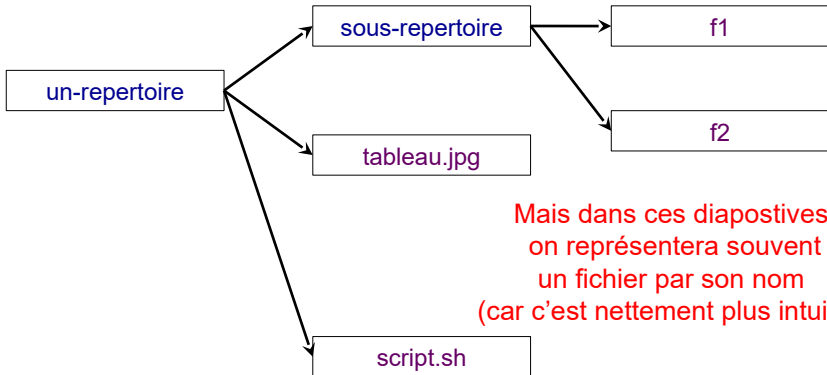 sous-repertoire
f1
un-repertoire
f2
tableau.jpg
Mais dans ces diapostives
on représentera souvent
un fichier par son nom
(car c'est nettement plus intui
script.sh